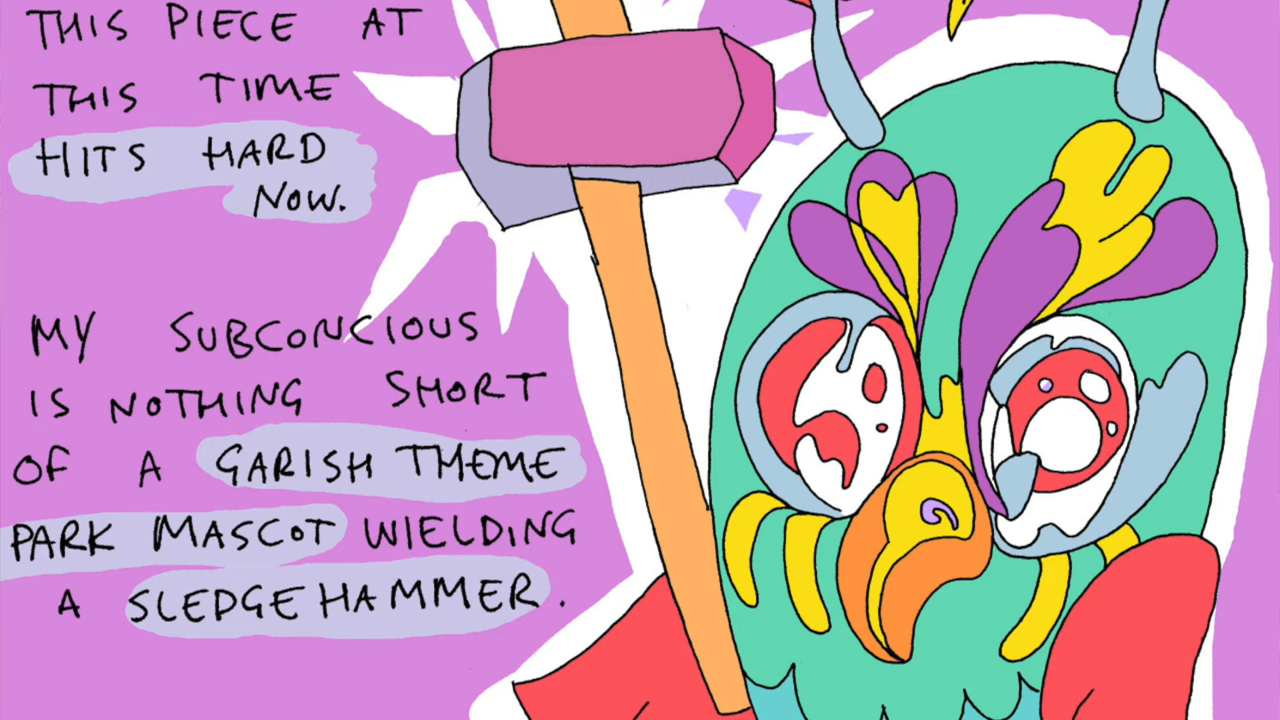 THIS PIECE AT
THIS TIME
HITS HARD
NOW.
MY SUBCONCIOUS
IS NOTHING SHORT
OF A GARISH THEME
PARK MASCOT WIELDING
A SLEDGEHAMMER.